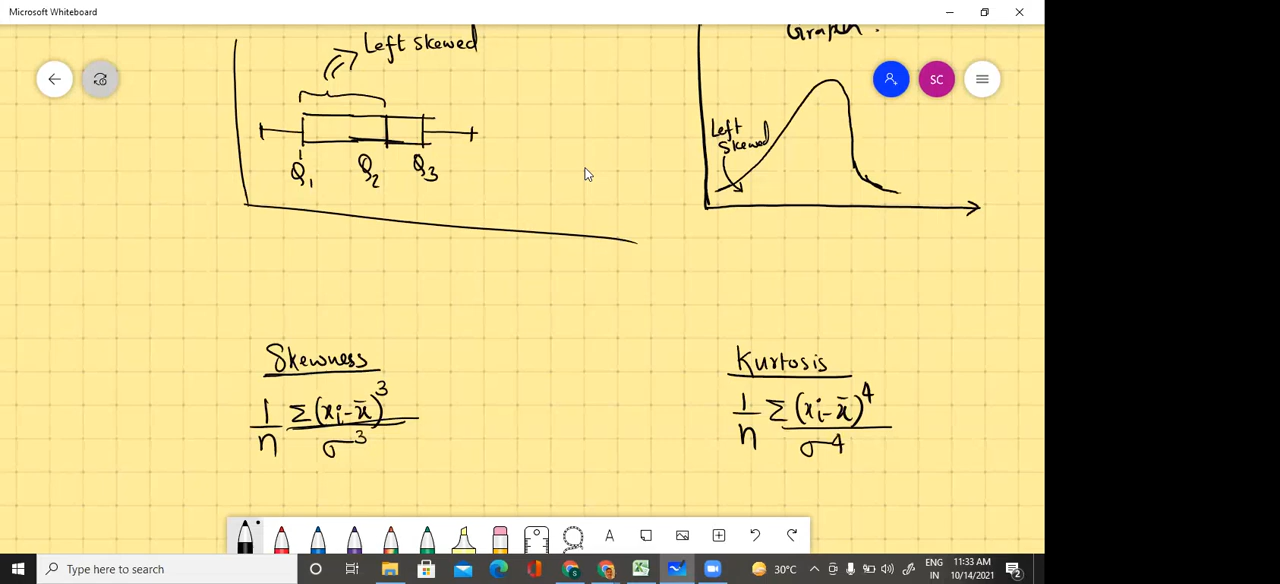 Microsoft Whiteboard
Left skewed
Graph.
SC
Left
skewed
Q1 Q2 Q3
Skewness
Kurtosis
1/n Σ(xi-x̄)^3/σ^3
1/n Σ(xi-x̄)^4/σ^4
A
Type here to search
30°C
ENG
11:33 AM
IN
10/14/2021
2